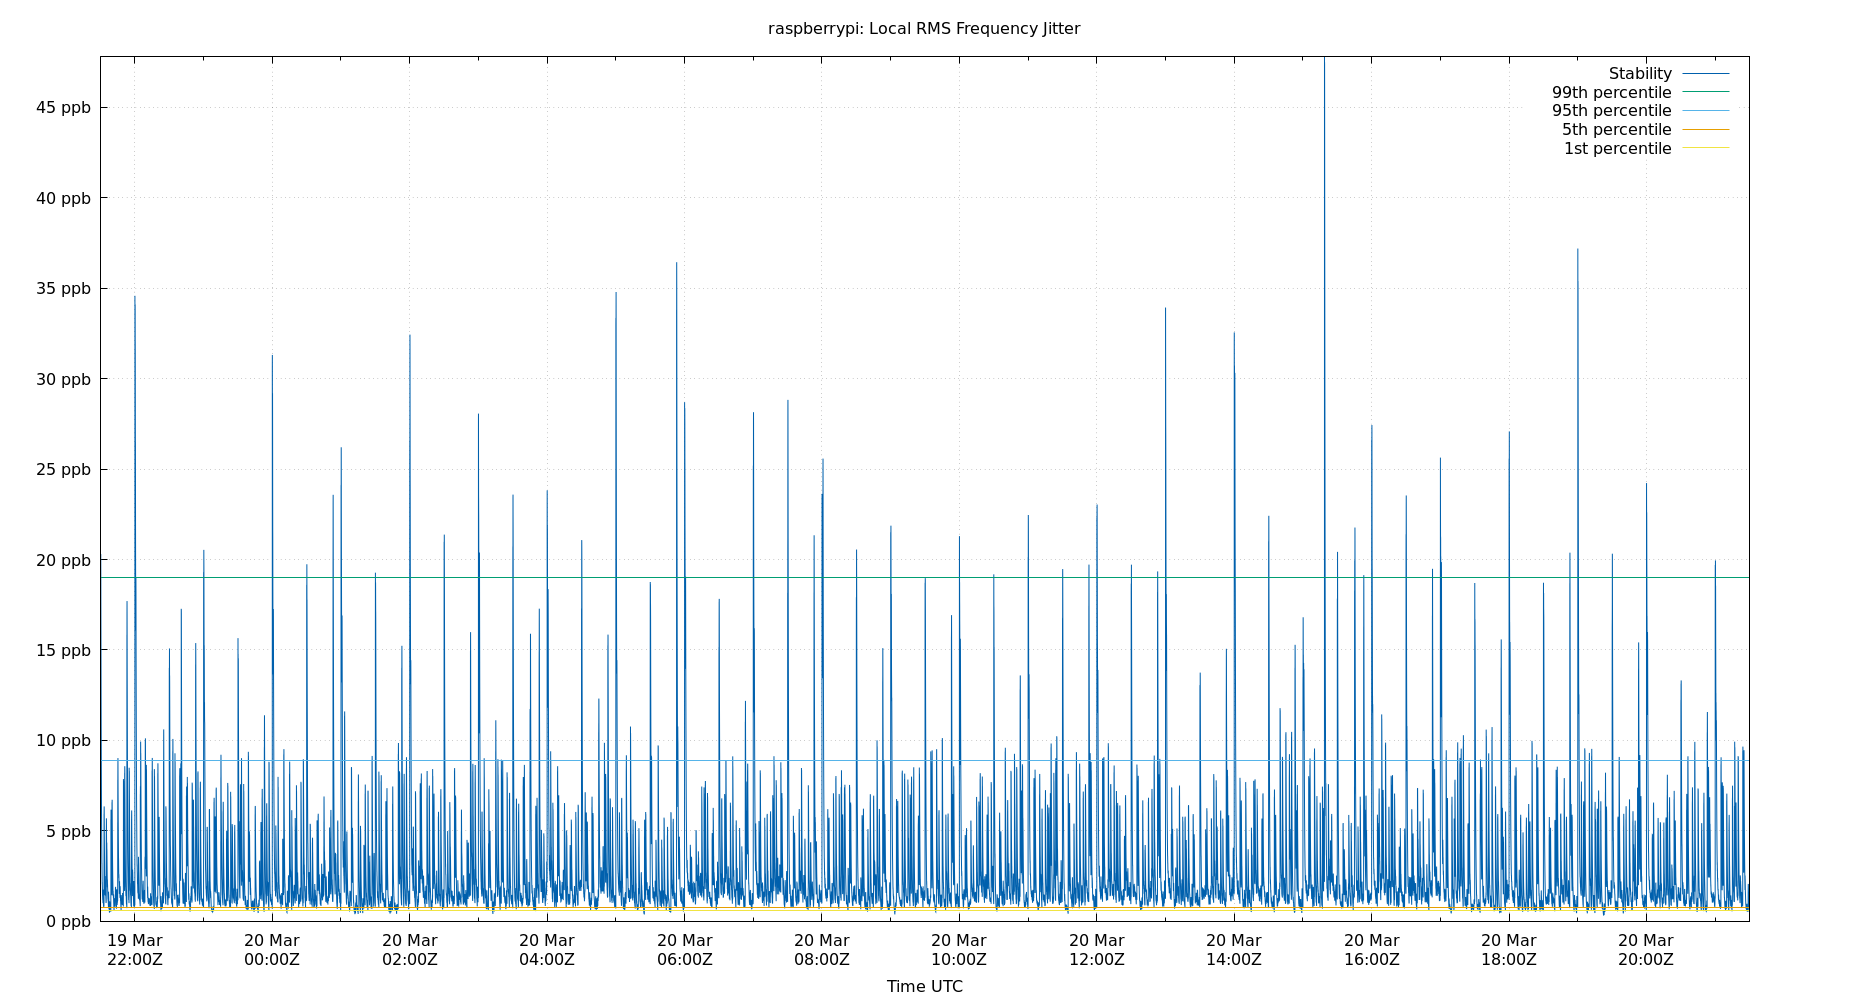 raspberrypi: Local RMS Frequency Jitter
Stability
99th percentile
95th percentile
5th percentile
1st percentile
45 ppb
40 ppb
35 ppb
30 ppb
25 ppb
20 ppb
15 ppb
10 ppb
5 ppb
0 ppb
19 Mar 20 Mar 20 Mar 20 Mar 20 Mar 20 Mar 20 Mar 20 Mar 20 Mar 20 Mar 20 Mar 20 Mar
22:00Z 00:00Z 02:00Z 04:00Z 06:00Z 08:00Z 10:00Z 12:00Z 14:00Z 16:00Z 18:00Z 20:00Z
Time UTC